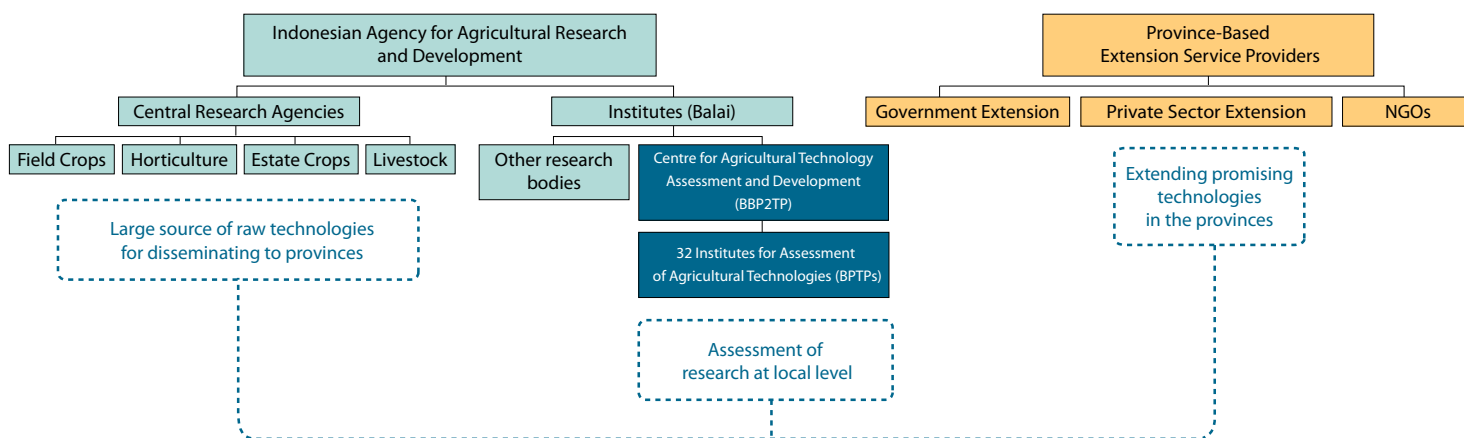 Indonesian Agency for Agricultural Research
and Development
Province-Based
Extension Service Providers
Central Research Agencies
Institutes (Balai)
Government Extension
Private Sector Extension
NGOs
Field Crops
Horticulture
Estate Crops
Livestock
Other research
bodies
Centre for Agricultural Technology
Assessment and Development
(BBP2TP)
Extending promising
technologies
in the provinces
Large source of raw technologies
for disseminating to provinces
32 Institutes for Assessment
of Agricultural Technologies (BPTPs)
Assessment of
research at local level